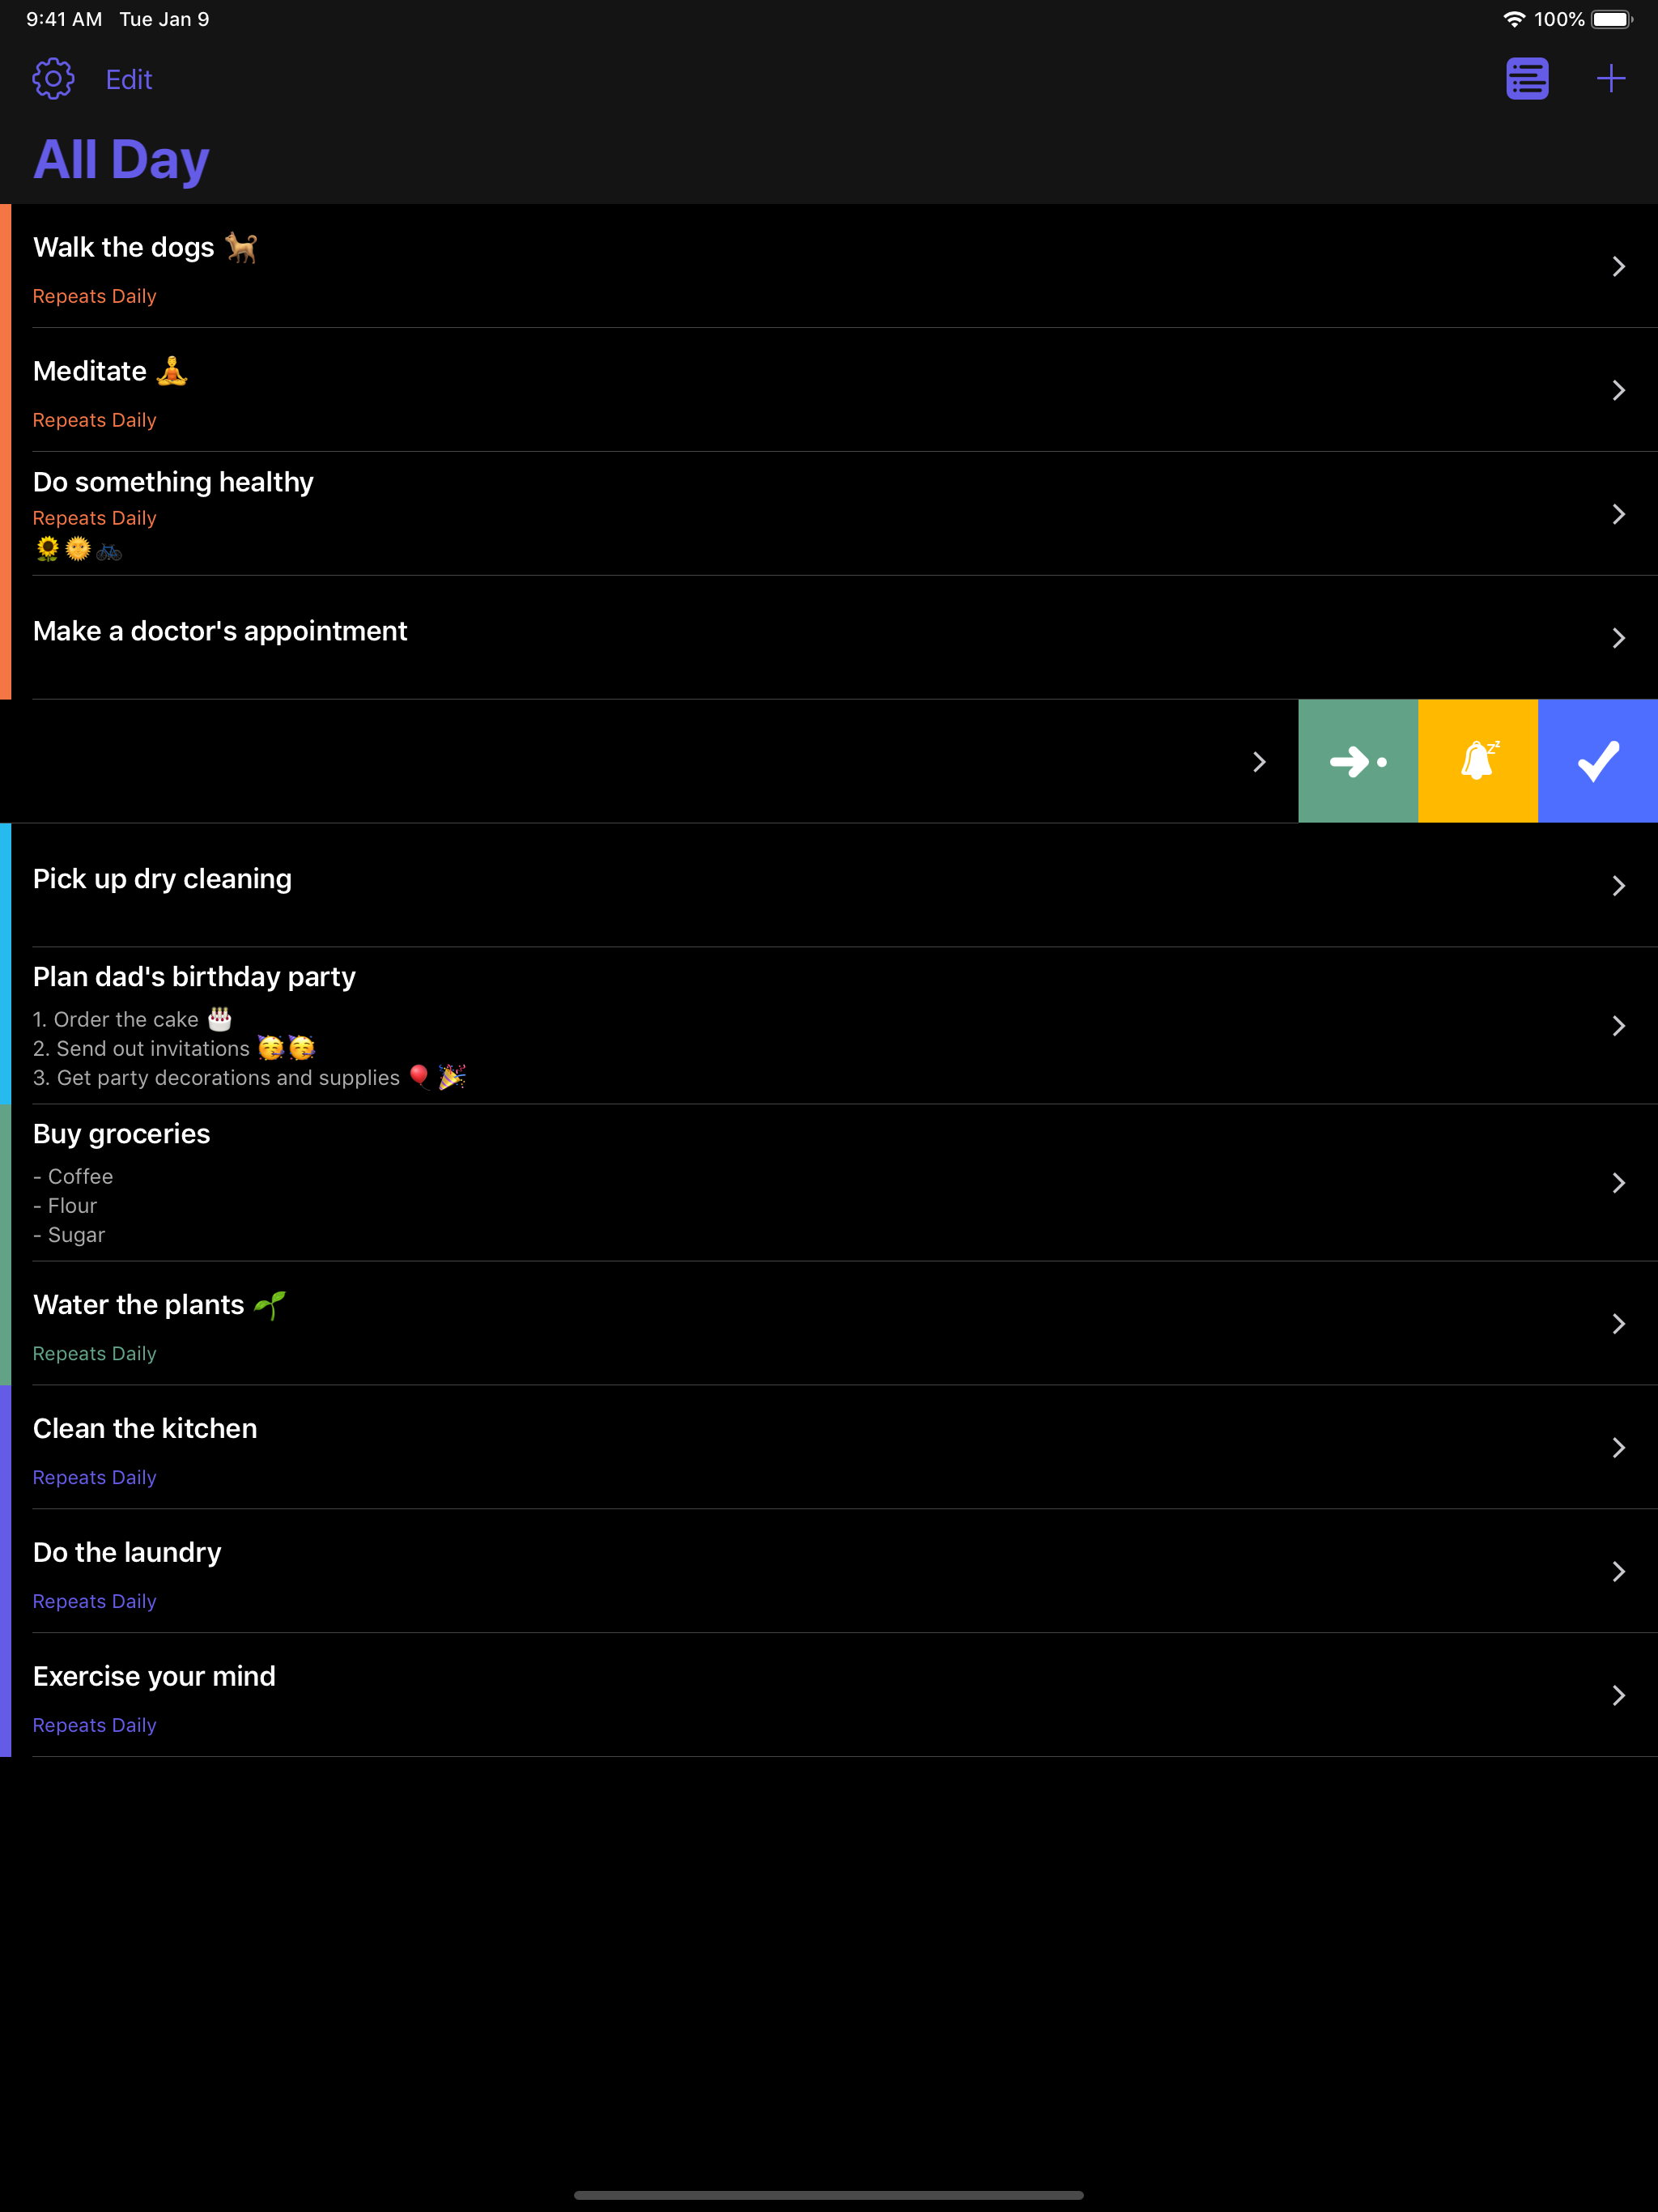 9:41 AM Tue Jan 9 100%
Edit
All Day
Walk the dogs 🐕
Repeats Daily
Meditate 🧘
Repeats Daily
Do something healthy
Repeats Daily
🌻🌞🚲
Make a doctor's appointment
Pick up dry cleaning
Plan dad's birthday party
1. Order the cake 🎂
2. Send out invitations 🥳🥳
3. Get party decorations and supplies 🎈🎉
Buy groceries
- Coffee
- Flour
- Sugar
Water the plants 🌱
Repeats Daily
Clean the kitchen
Repeats Daily
Do the laundry
Repeats Daily
Exercise your mind
Repeats Daily